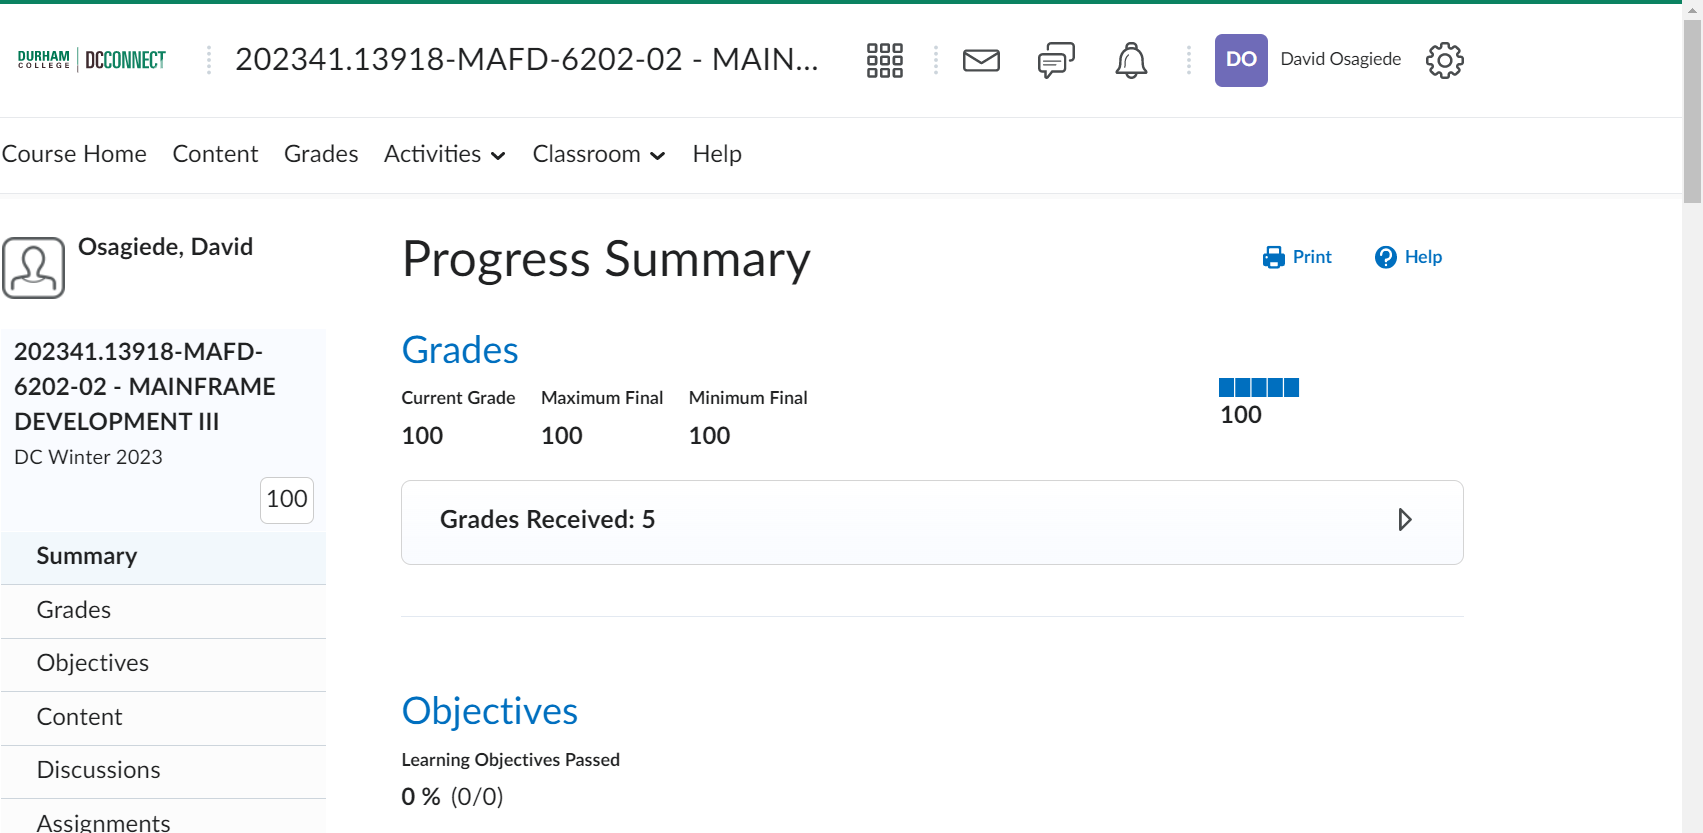 DURHAM COLLEGE | DCCONNECT
202341.13918-MAFD-6202-02 - MAIN...
DO
David Osagiede
Course Home Content Grades Activities Classroom Help
Osagiede, David
202341.13918-MAFD-
6202-02 - MAINFRAME
DEVELOPMENT III
DC Winter 2023
100
Summary
Grades
Objectives
Content
Discussions
Assignments
Progress Summary
Print
Help
Grades
Current Grade Maximum Final Minimum Final
100 100 100
100
Grades Received: 5
Objectives
Learning Objectives Passed
0 % (0/0)